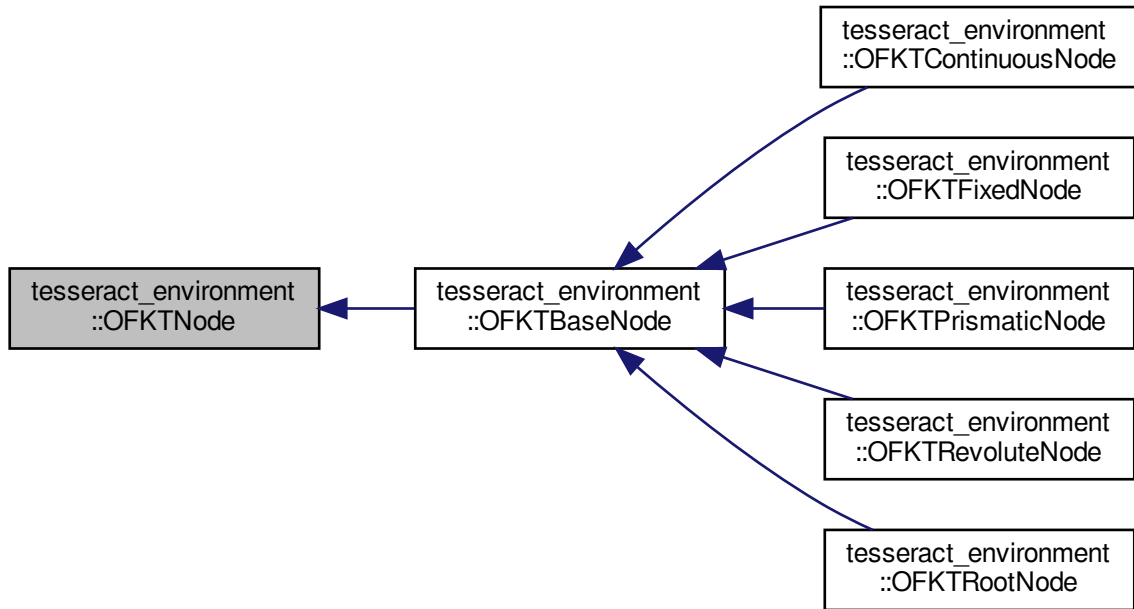 tesseract_environment
::OFKTNode
tesseract_environment
::OFKTBaseNode
tesseract_environment
::OFKTContinuousNode
tesseract_environment
::OFKTFixedNode
tesseract_environment
::OFKTPrismaticNode
tesseract_environment
::OFKTRevoluteNode
tesseract_environment
::OFKTRootNode